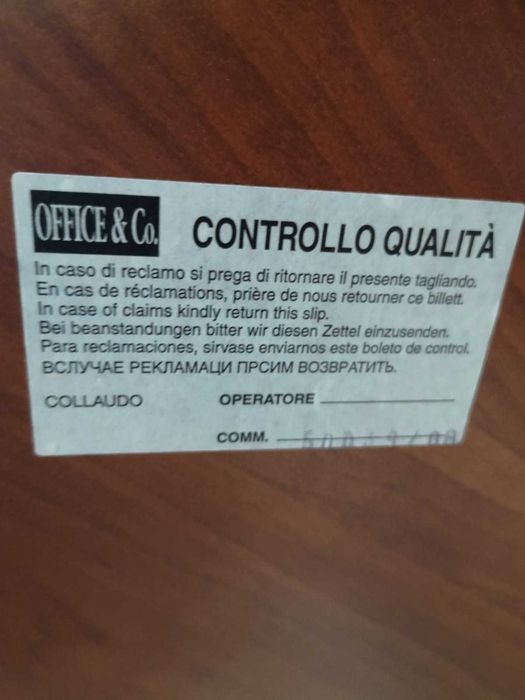 OFFICE & Co.
CONTROLLO QUALITÀ
In caso di reclamo si prega di ritornare il presente tagliando.
En cas de réclamations, prière de nous retourner ce billett.
In case of claims kindly return this slip.
Bei beanstandungen bitter wir diesen Zettel einzusenden.
Para reclamaciones, sirvase enviarnos este boleto de control.
ВСЛУЧАЕ РЕКЛАМАЦИ ПРСИМ ВОЗВРАТИТЬ.
COLLAUDO OPERATORE
COMM.